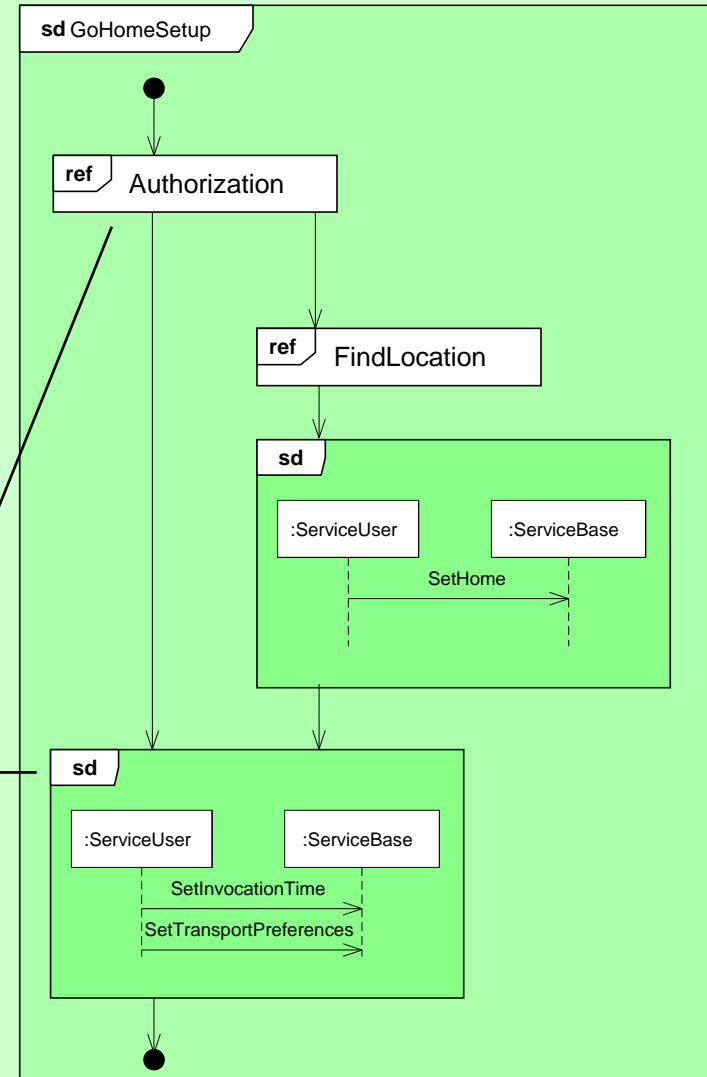 sd GoHomeSetup
ref Authorization
ref FindLocation
sd
:ServiceUser :ServiceBase
SetHome
sd
:ServiceUser :ServiceBase
SetInvocationTime
SetTransportPreferences